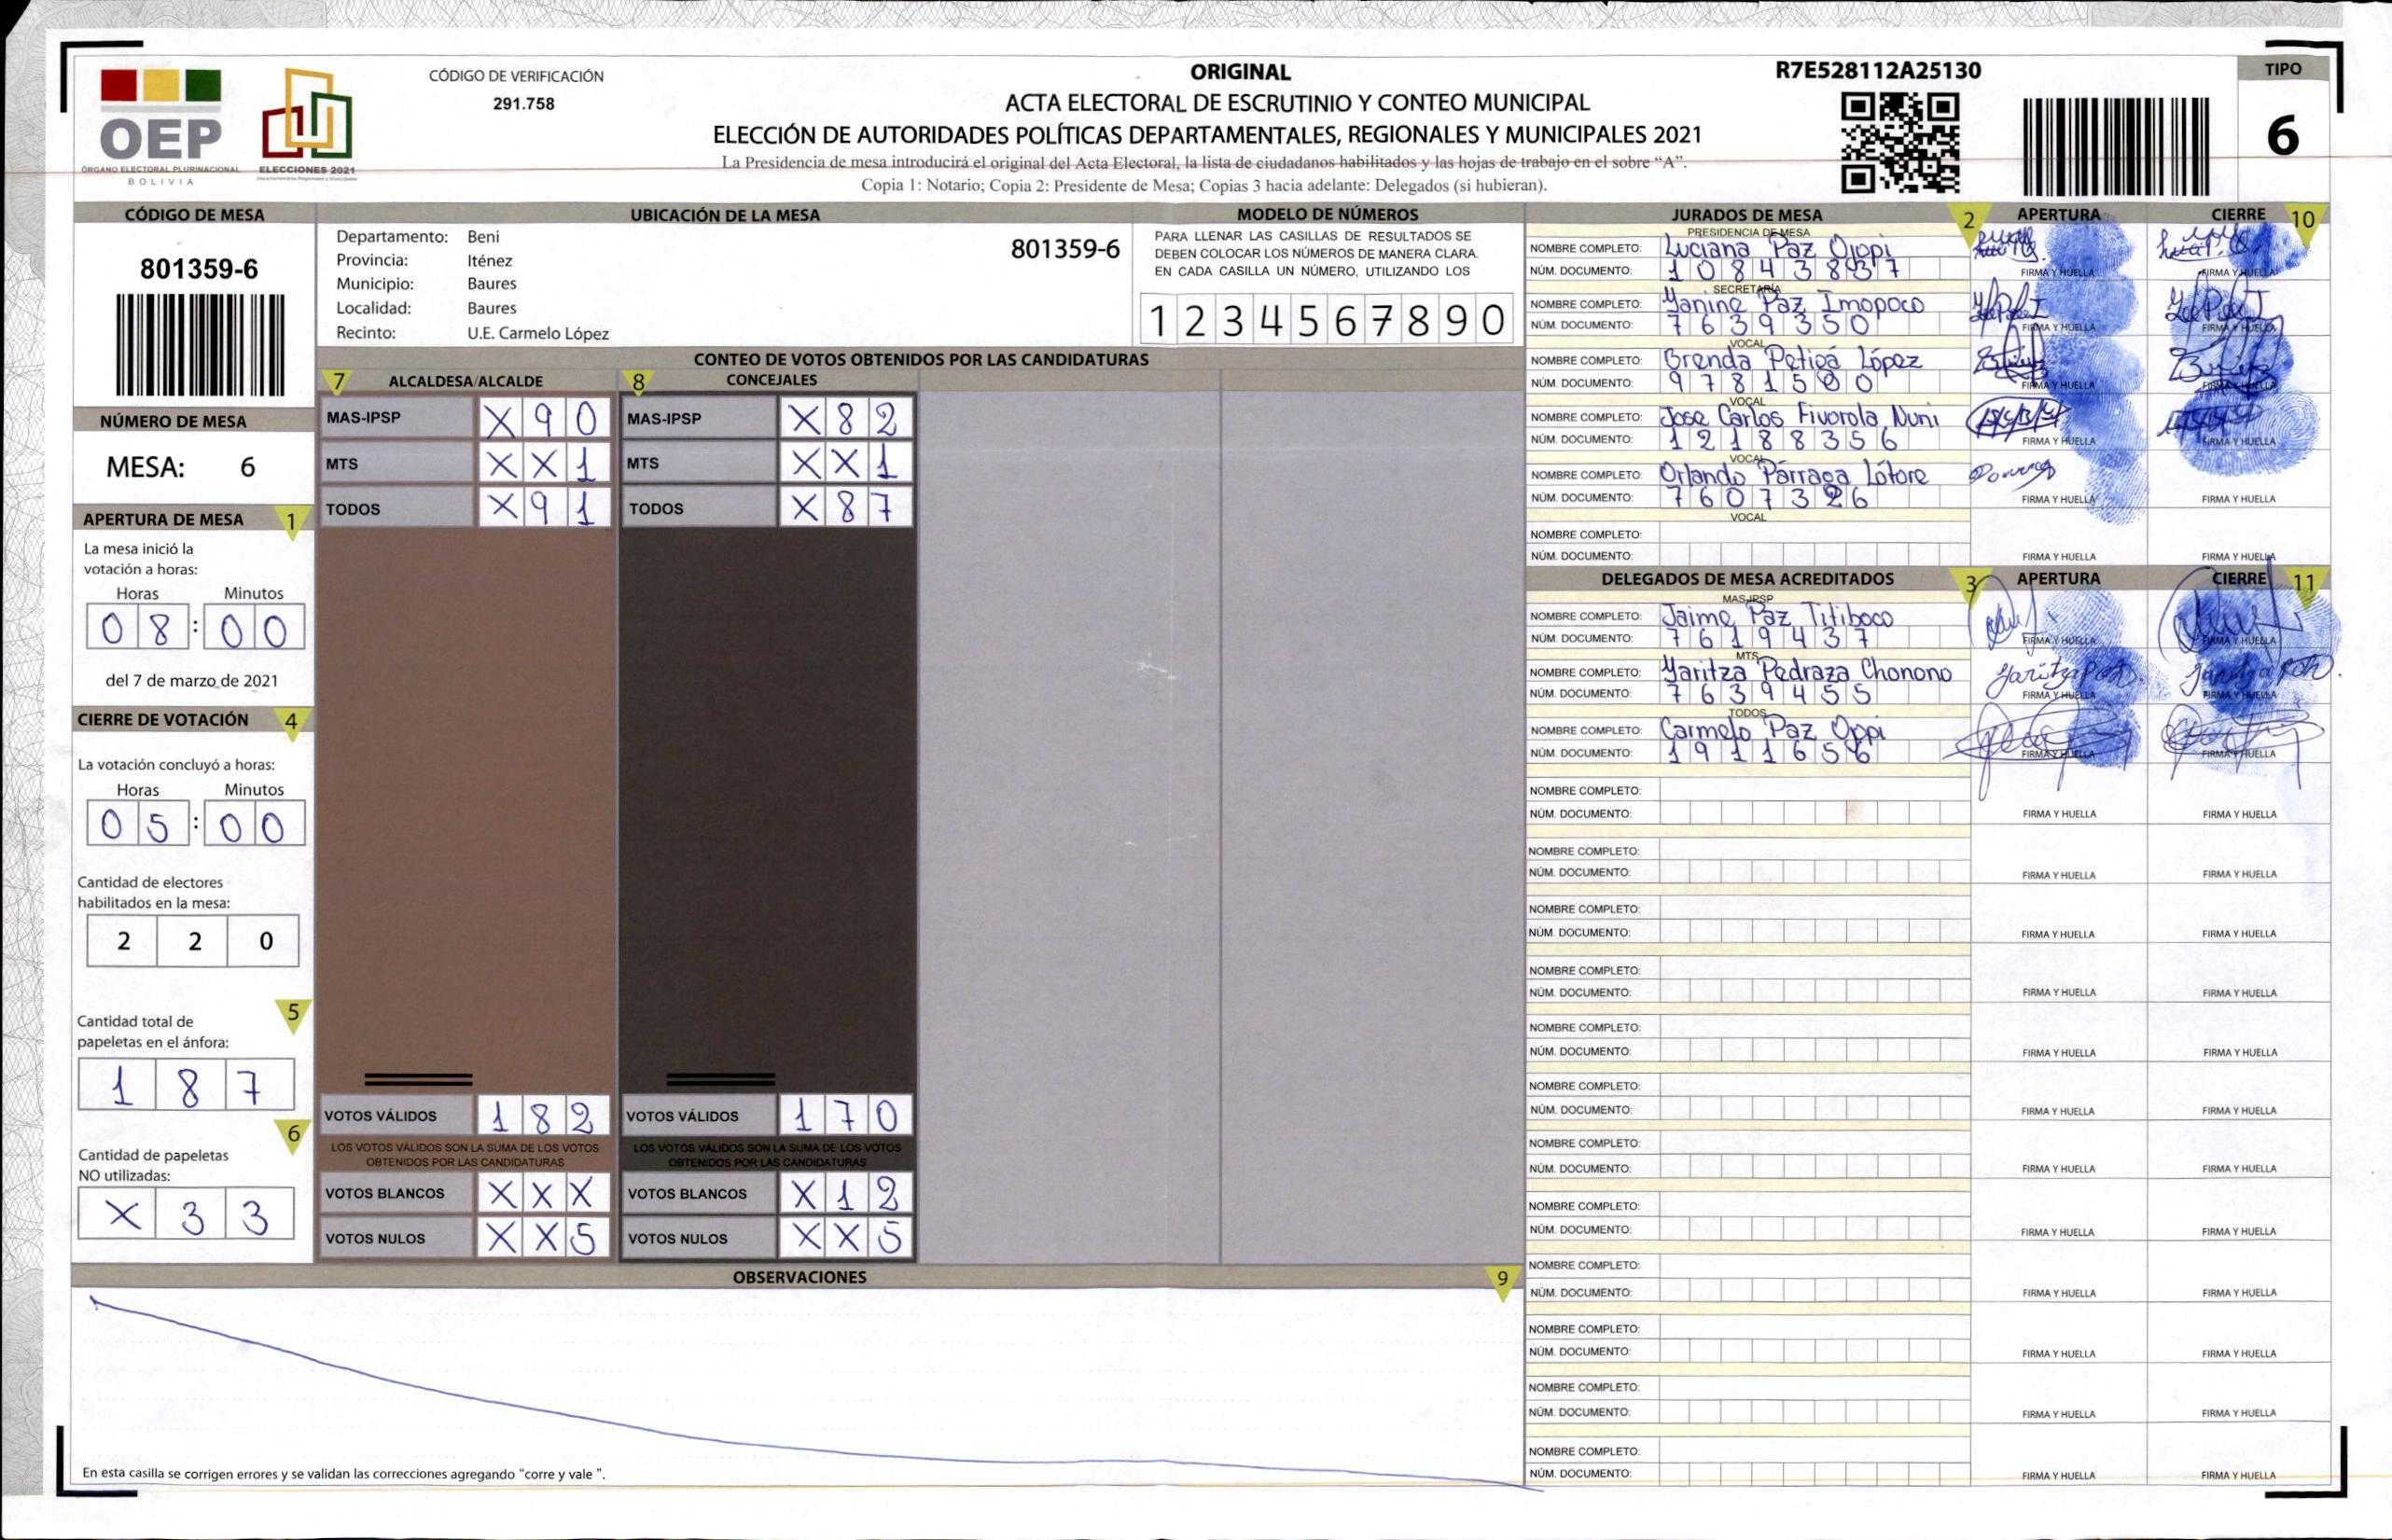 CÓDIGO DE VERIFICACIÓN
291.758
OEP
ÓRGANO ELECTORAL PLURINACIONAL
BOLIVIA
ELECCIONES 2021
ORIGINAL
ACTA ELECTORAL DE ESCRUTINIO Y CONTEO MUNICIPAL
ELECCIÓN DE AUTORIDADES POLÍTICAS DEPARTAMENTALES, REGIONALES Y MUNICIPALES 2021
La Presidencia de mesa introducirá el original del Acta Electoral, la lista de ciudadanos habilitados y las hojas de trabajo en el sobre “A”.
Copia 1: Notario; Copia 2: Presidente de Mesa; Copias 3 hacia adelante: Delegados (si hubieran).
R7E528112A25130
TIPO
6
CÓDIGO DE MESA
801359-6
NÚMERO DE MESA
MESA: 6
APERTURA DE MESA 1
La mesa inició la
votación a horas:
Horas Minutos
08:00
del 7 de marzo de 2021
CIERRE DE VOTACIÓN 4
La votación concluyó a horas:
Horas Minutos
05:00
Cantidad de electores
habilitados en la mesa:
2 2 0
5
Cantidad total de
papeletas en el ánfora:
1 8 7
6
Cantidad de papeletas
NO utilizadas:
X 3 3
UBICACIÓN DE LA MESA
Departamento: Beni
Provincia: Iténez
Municipio: Baures
Localidad: Baures
Recinto: U.E. Carmelo López
801359-6
MODELO DE NÚMEROS
PARA LLENAR LAS CASILLAS DE RESULTADOS SE
DEBEN COLOCAR LOS NÚMEROS DE MANERA CLARA.
EN CADA CASILLA UN NÚMERO, UTILIZANDO LOS
1 2 3 4 5 6 7 8 9 0
CONTEO DE VOTOS OBTENIDOS POR LAS CANDIDATURAS
7 ALCALDESA/ALCALDE
MAS-IPSP X 9 0
MTS X X 1
TODOS X 9 1
VOTOS VÁLIDOS 1 8 2
LOS VOTOS VÁLIDOS SON LA SUMA DE LOS VOTOS
OBTENIDOS POR LAS CANDIDATURAS
VOTOS BLANCOS X X X
VOTOS NULOS X X 5
8 CONCEJALES
MAS-IPSP X 8 2
MTS X X 1
TODOS X 8 7
VOTOS VÁLIDOS 1 7 0
LOS VOTOS VÁLIDOS SON LA SUMA DE LOS VOTOS
OBTENIDOS POR LAS CANDIDATURAS
VOTOS BLANCOS X 1 2
VOTOS NULOS X X 5
OBSERVACIONES 9
En esta casilla se corrigen errores y se validan las correcciones agregando "corre y vale ".
JURADOS DE MESA 2 APERTURA CIERRE 10
PRESIDENCIA DE MESA
NOMBRE COMPLETO: Luciana Paz
NÚM. DOCUMENTO: FIRMA Y HUELLA FIRMA Y HUELLA
SECRETARÍA
NOMBRE COMPLETO: Yanine Paz Imopoco
NÚM. DOCUMENTO: 7639350 FIRMA Y HUELLA FIRMA Y HUELLA
VOCAL
NOMBRE COMPLETO: Brenda López
NÚM. DOCUMENTO: 9781500 FIRMA Y HUELLA FIRMA Y HUELLA
VOCAL
NOMBRE COMPLETO: Jose Carlos Nuni
NÚM. DOCUMENTO: 12188356 FIRMA Y HUELLA FIRMA Y HUELLA
VOCAL
NOMBRE COMPLETO: Orlando Párraga
NÚM. DOCUMENTO: 7607326 FIRMA Y HUELLA FIRMA Y HUELLA
VOCAL
NOMBRE COMPLETO:
NÚM. DOCUMENTO: FIRMA Y HUELLA FIRMA Y HUELLA
DELEGADOS DE MESA ACREDITADOS 3 APERTURA CIERRE 11
MAS-IPSP
NOMBRE COMPLETO: Jaime Paz Titiboco
NÚM. DOCUMENTO: 7619437 FIRMA Y HUELLA FIRMA Y HUELLA
MTS
NOMBRE COMPLETO: Yaritza Pedraza Chonono
NÚM. DOCUMENTO: 7639455 FIRMA Y HUELLA FIRMA Y HUELLA
TODOS
NOMBRE COMPLETO: Carmelo Paz Oppi
NÚM. DOCUMENTO: 1911656 FIRMA Y HUELLA FIRMA Y HUELLA
NOMBRE COMPLETO:
NÚM. DOCUMENTO: FIRMA Y HUELLA FIRMA Y HUELLA
NOMBRE COMPLETO:
NÚM. DOCUMENTO: FIRMA Y HUELLA FIRMA Y HUELLA
NOMBRE COMPLETO:
NÚM. DOCUMENTO: FIRMA Y HUELLA FIRMA Y HUELLA
NOMBRE COMPLETO:
NÚM. DOCUMENTO: FIRMA Y HUELLA FIRMA Y HUELLA
NOMBRE COMPLETO:
NÚM. DOCUMENTO: FIRMA Y HUELLA FIRMA Y HUELLA
NOMBRE COMPLETO:
NÚM. DOCUMENTO: FIRMA Y HUELLA FIRMA Y HUELLA
NOMBRE COMPLETO:
NÚM. DOCUMENTO: FIRMA Y HUELLA FIRMA Y HUELLA
NOMBRE COMPLETO:
NÚM. DOCUMENTO: FIRMA Y HUELLA FIRMA Y HUELLA
NOMBRE COMPLETO:
NÚM. DOCUMENTO: FIRMA Y HUELLA FIRMA Y HUELLA
NOMBRE COMPLETO:
NÚM. DOCUMENTO: FIRMA Y HUELLA FIRMA Y HUELLA
NOMBRE COMPLETO:
NÚM. DOCUMENTO: FIRMA Y HUELLA FIRMA Y HUELLA
NOMBRE COMPLETO:
NÚM. DOCUMENTO: FIRMA Y HUELLA FIRMA Y HUELLA